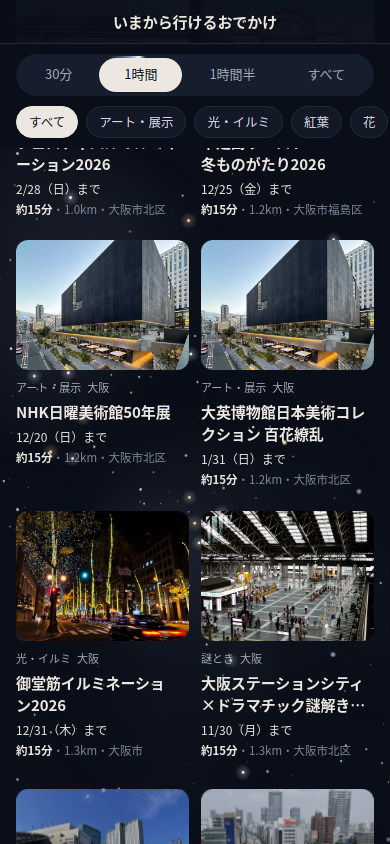 いまから行けるおでかけ
30分
1時間
1時間半
すべて
すべて
アート・展示
光・イルミ
紅葉
花
ーション2026
2/28（日）まで
約15分・1.0km・大阪市北区
冬ものがたり2026
12/25（金）まで
約15分・1.2km・大阪市福島区
アート・展示 大阪
NHK日曜美術館50年展
12/20（日）まで
約15分・1.2km・大阪市北区
アート・展示 大阪
大英博物館日本美術コレ
クション 百花繚乱
1/31（日）まで
約15分・1.2km・大阪市北区
光・イルミ 大阪
御堂筋イルミネーショ
ン2026
12/31（木）まで
約15分・1.3km・大阪市
謎とき 大阪
大阪ステーションシティ
×ドラマチック謎解き…
11/30（月）まで
約15分・1.3km・大阪市北区